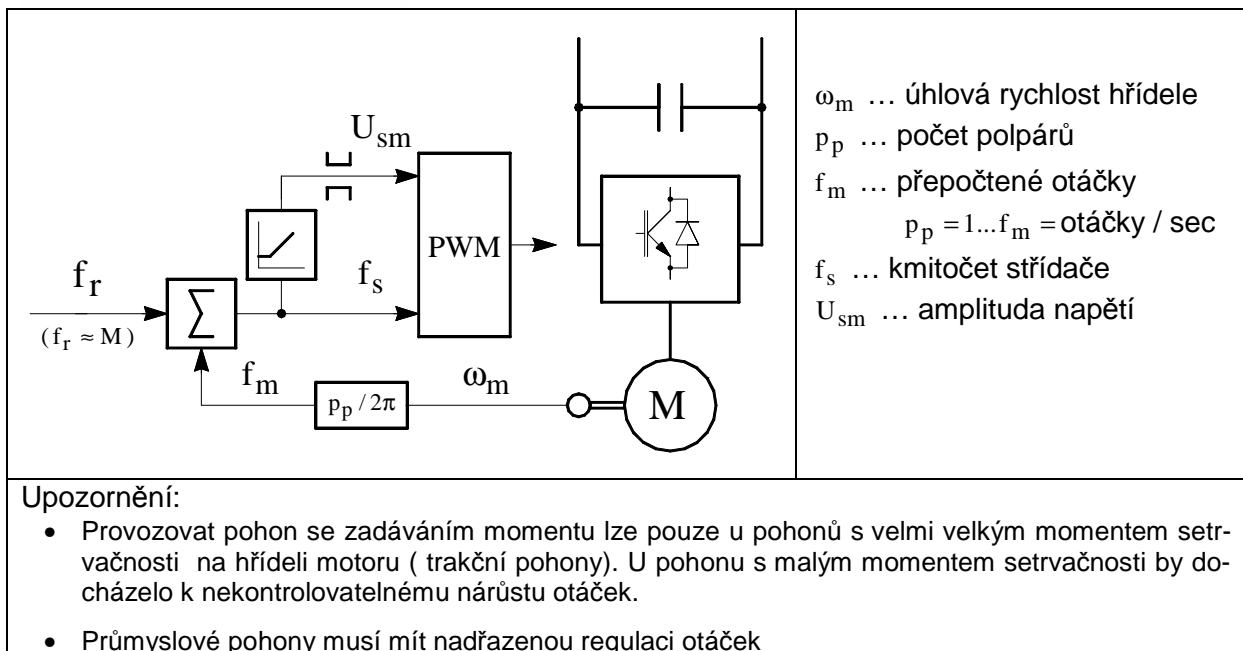 U_sm
PWM
f_r
(f_r ≈ M)
Σ
f_s
f_m
p_p / 2π
ω_m
M
ω_m … úhlová rychlost hřídele
p_p … počet polpárů
f_m … přepočtené otáčky
p_p = 1...f_m = otáčky / sec
f_s … kmitočet střídače
U_sm … amplituda napětí
Upozornění:
• Provozovat pohon se zadáváním momentu lze pouze u pohonů s velmi velkým momentem setr-
vačnosti na hřídeli motoru ( trakční pohony). U pohonu s malým momentem setrvačnosti by do-
cházelo k nekontrolovatelnému nárůstu otáček.
• Průmyslové pohony musí mít nadřazenou regulaci otáček